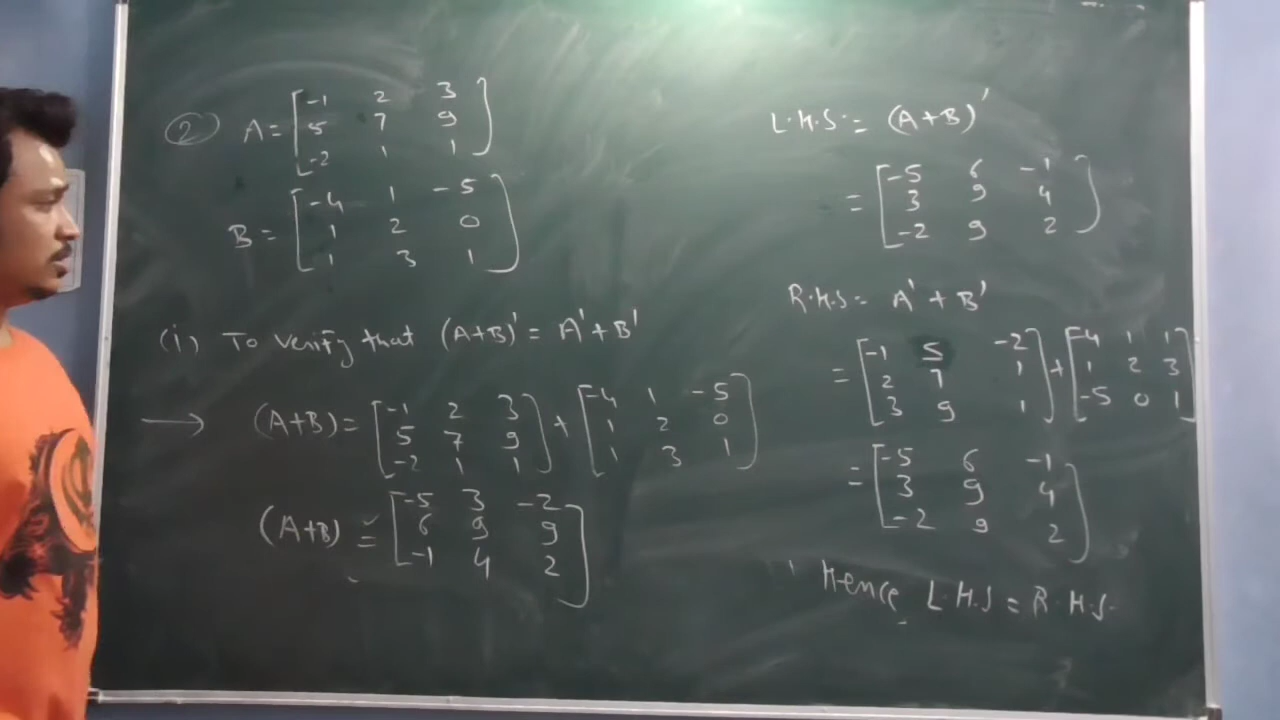 ② A = [ -1 2 3
5 7 9
-2 1 1 ]
B = [ -4 1 -5
1 2 0
1 3 1 ]
(i) To verify that (A+B)' = A' + B'
→ (A+B) = [ -1 2 3 ] + [ -4 1 -5 ]
[ 5 7 9 ] [ 1 2 0 ]
[ -2 1 1 ] [ 1 3 1 ]
(A+B) = [ -5 3 -2
6 9 9
-1 4 2 ]
L.H.S = (A+B)'
= [ -5 6 -1
3 9 4
-2 9 2 ]
R.H.S = A' + B'
= [ -1 5 -2 ] + [ -4 1 1 ]
[ 2 7 1 ] [ 1 2 3 ]
[ 3 9 1 ] [ -5 0 1 ]
= [ -5 6 -1
3 9 4
-2 9 2 ]
Hence L.H.S = R.H.S.